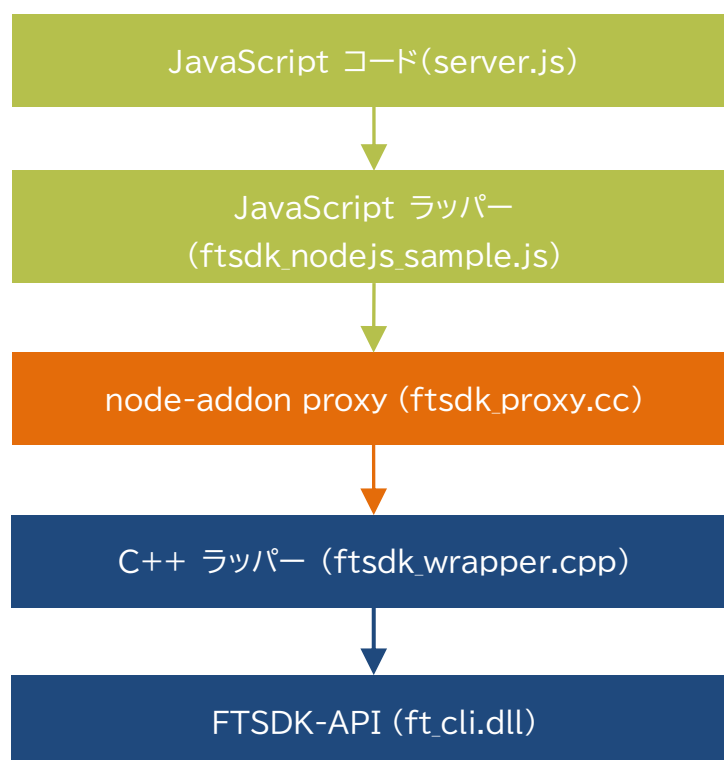 JavaScript コード(server.js)
JavaScript ラッパー
(ftsdk_nodejs_sample.js)
node-addon proxy (ftsdk_proxy.cc)
C++ ラッパー (ftsdk_wrapper.cpp)
FTSDK-API (ft_cli.dll)